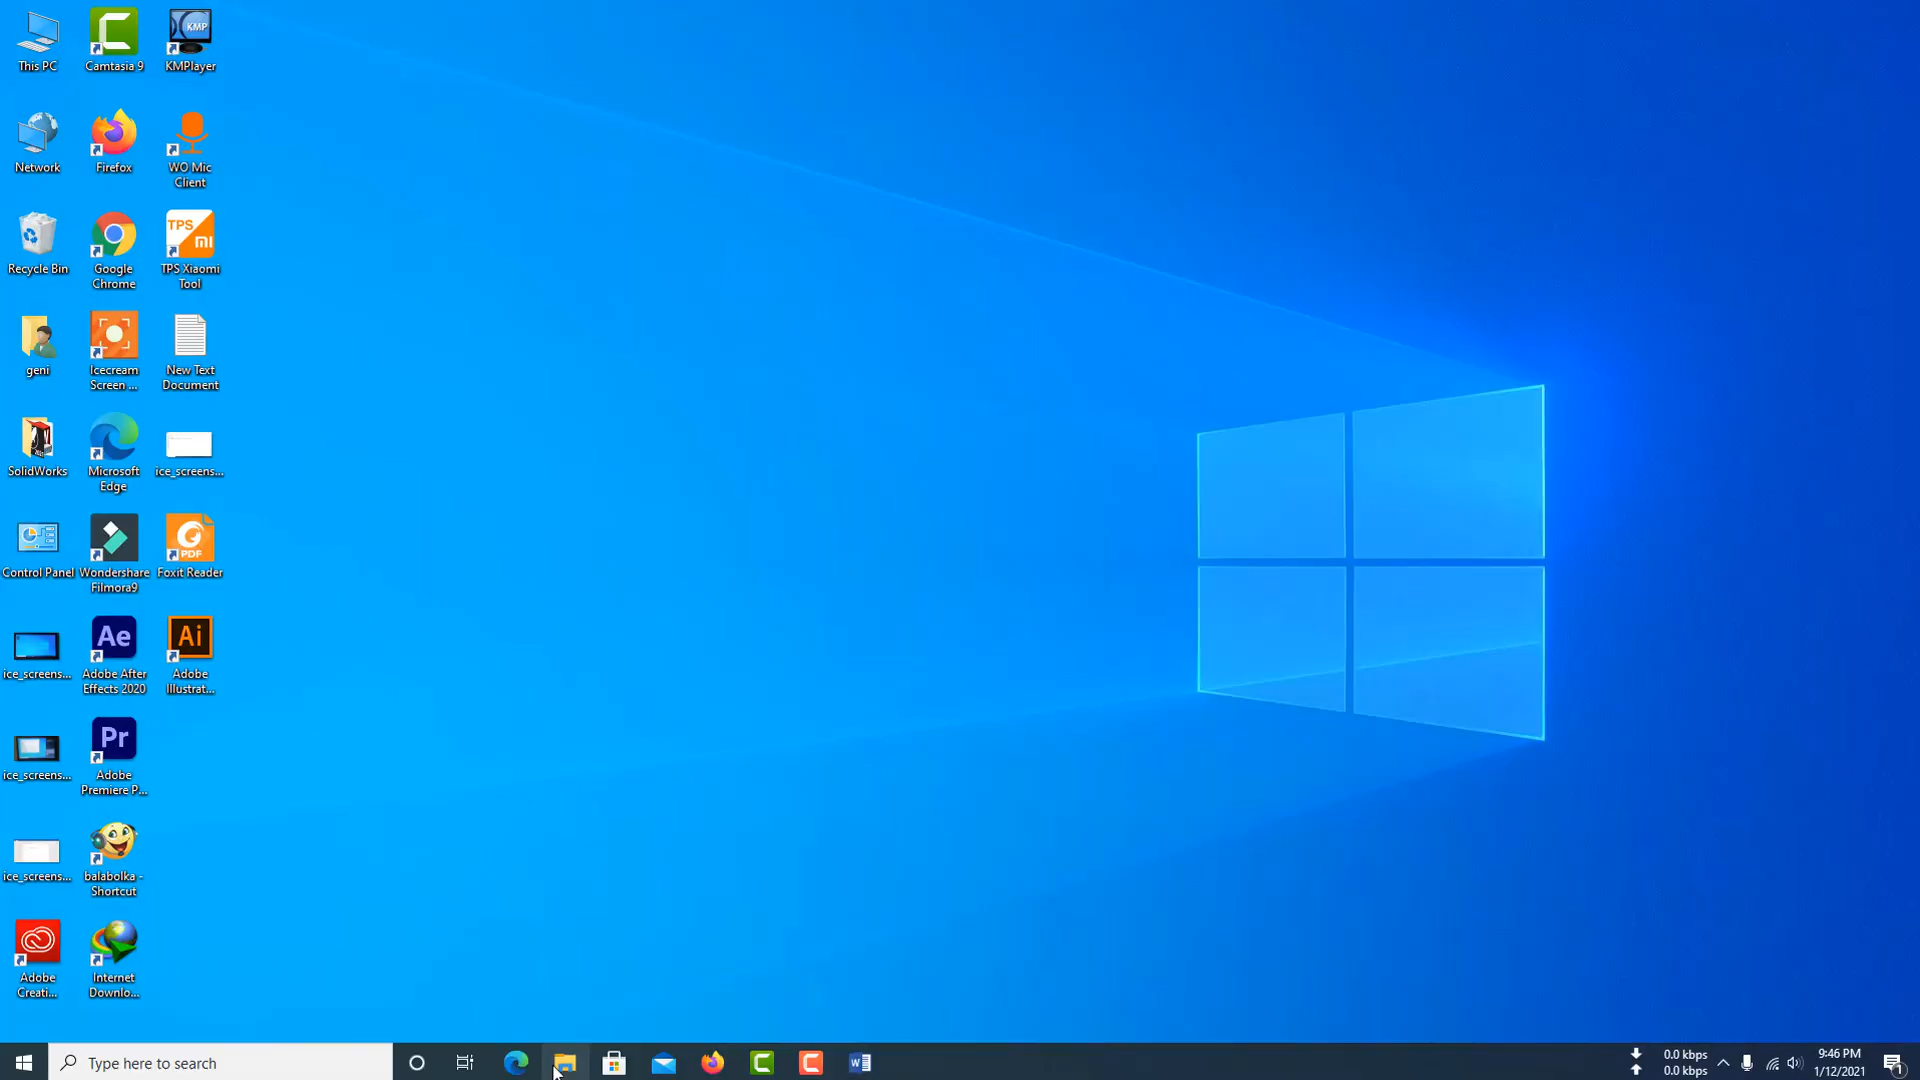 This PC
Camtasia 9
KMP
KMPlayer
Network
Firefox
WO Mic
Client
Recycle Bin
Google
Chrome
TPS
mi
TPS Xiaomi
Tool
geni
Icecream
Screen ...
New Text
Document
SolidWorks
Microsoft
Edge
ice_screens...
Control Panel
Wondershare
Filmora9
PDF
Foxit Reader
ice_screens...
Ae
Adobe After
Effects 2020
Ai
Adobe
Illustrat...
ice_screens...
Pr
Adobe
Premiere P...
ice_screens...
balabolka -
Shortcut
Adobe
Creati...
Internet
Downlo...
Type here to search
0.0 kbps
0.0 kbps
9:46 PM
1/12/2021
1